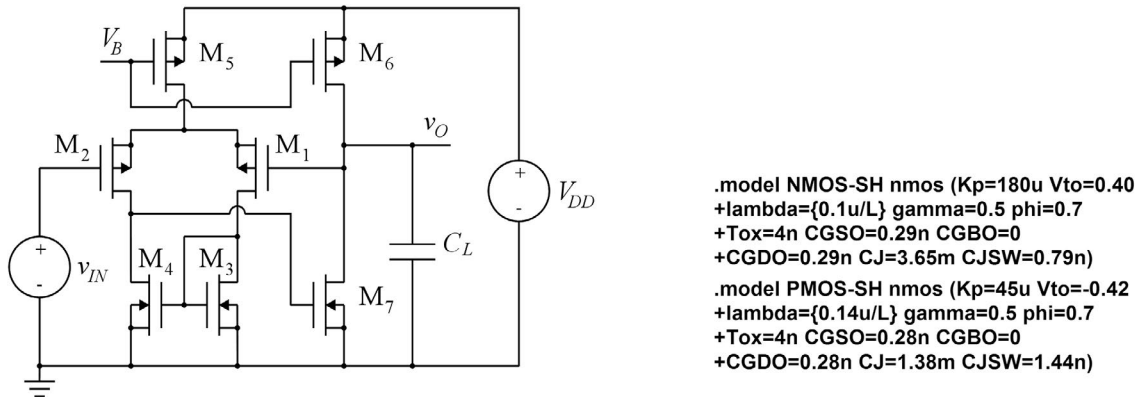 V_B
M_5
M_6
M_2
M_1
v_O
+
-
V_DD
+
-
v_IN
M_4
M_3
M_7
C_L
.model NMOS-SH nmos (Kp=180u Vto=0.40
+lambda={0.1u/L} gamma=0.5 phi=0.7
+Tox=4n CGSO=0.29n CGBO=0
+CGDO=0.29n CJ=3.65m CJSW=0.79n)
.model PMOS-SH nmos (Kp=45u Vto=-0.42
+lambda={0.14u/L} gamma=0.5 phi=0.7
+Tox=4n CGSO=0.28n CGBO=0
+CGDO=0.28n CJ=1.38m CJSW=1.44n)